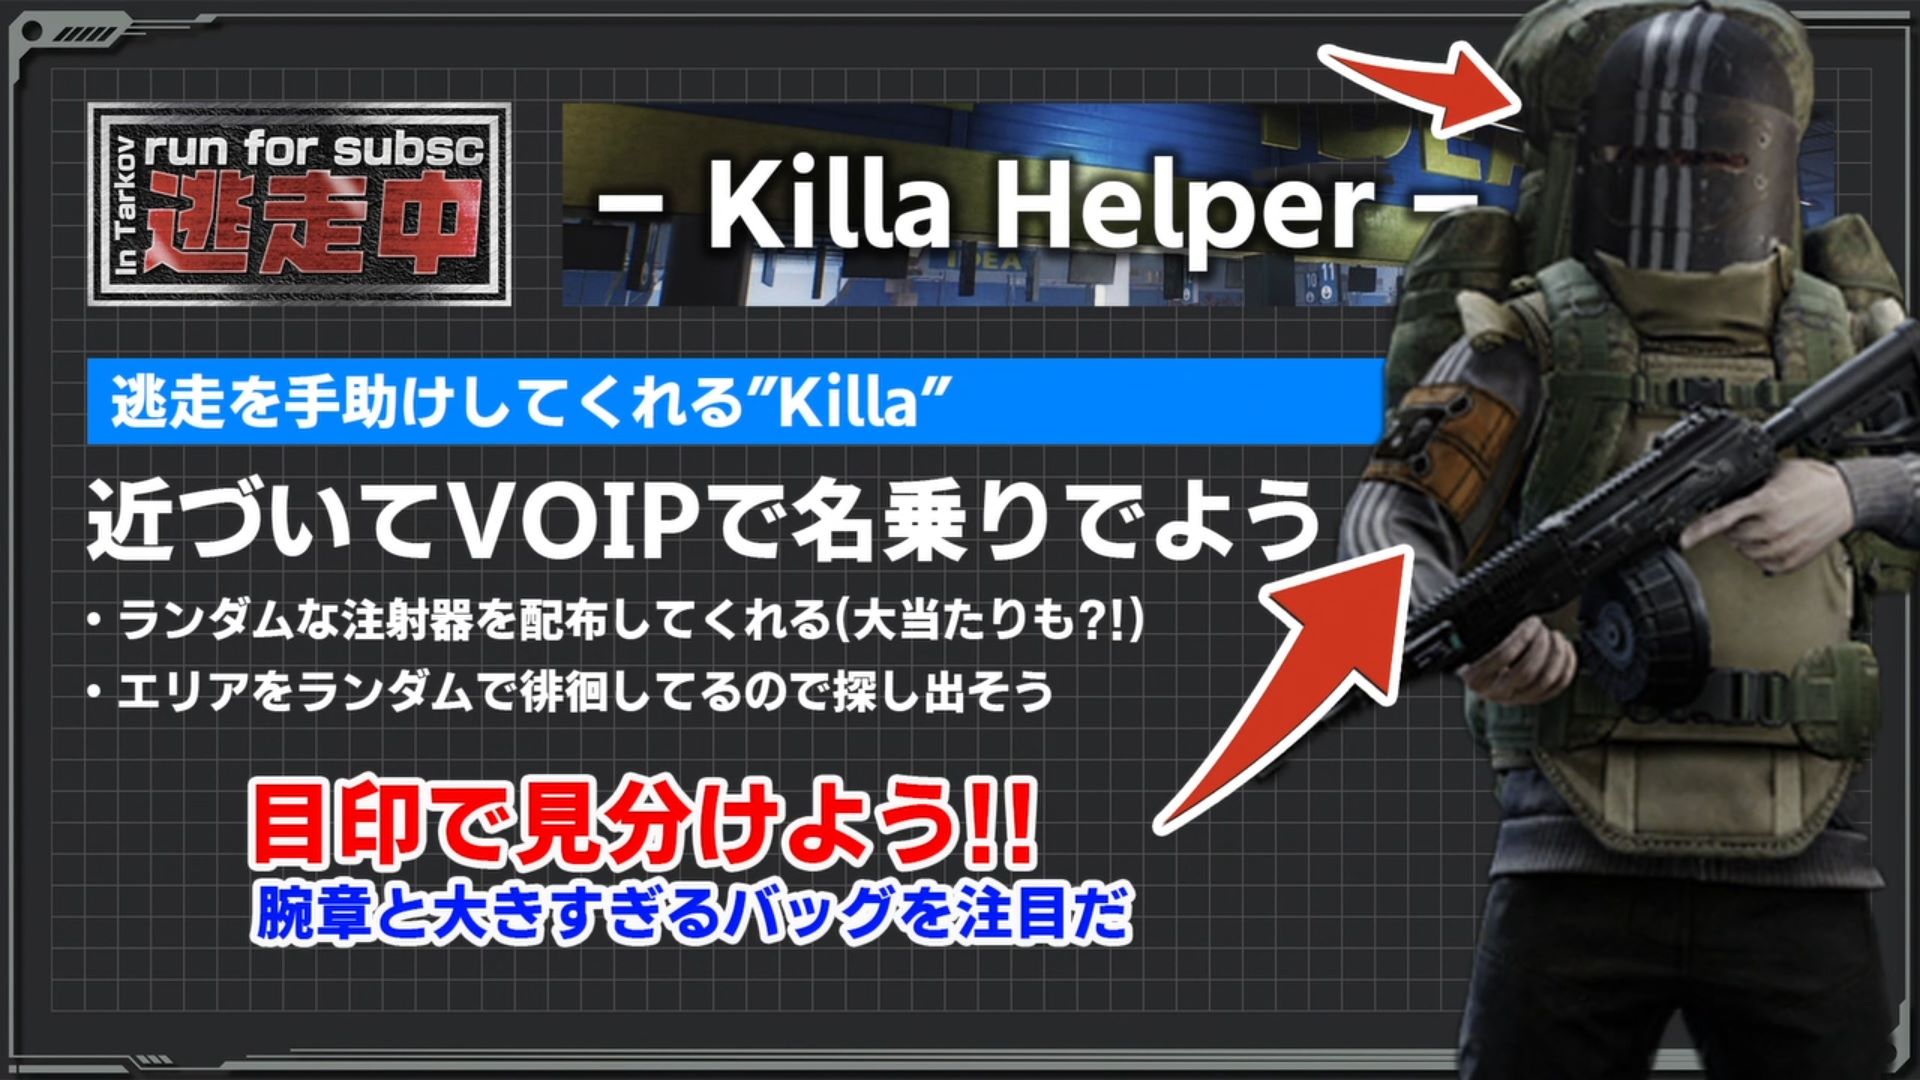 run for subsc
In Tarkov
逃走中
- Killa Helper -
IDEA
逃走を手助けしてくれる"Killa"
近づいてVOIPで名乗りでよう
・ランダムな注射器を配布してくれる(大当たりも?!)
・エリアをランダムで徘徊してるので探し出そう
目印で見分けよう!!
腕章と大きすぎるバッグを注目だ